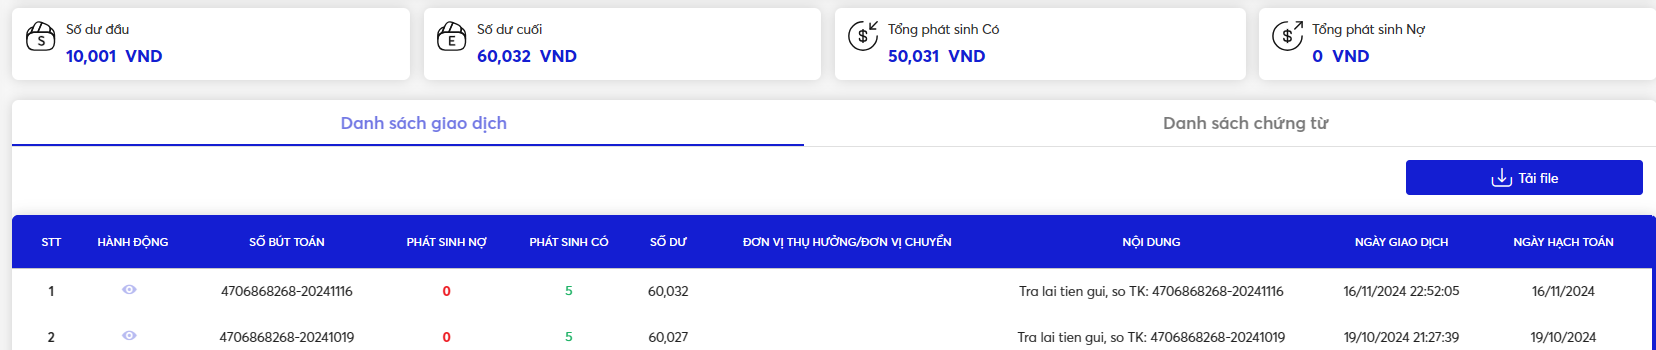 Số dư đầu
10,001 VND
Số dư cuối
60,032 VND
Tổng phát sinh Có
50,031 VND
Tổng phát sinh Nợ
0 VND
Danh sách giao dịch
Danh sách chứng từ
Tải file
STT HÀNH ĐỘNG SỐ BÚT TOÁN PHÁT SINH NỢ PHÁT SINH CÓ SỐ DƯ ĐƠN VỊ THỤ HƯỞNG/ĐƠN VỊ CHUYỂN NỘI DUNG NGÀY GIAO DỊCH NGÀY HẠCH TOÁN
1 4706868268-20241116 0 5 60,032 Tra lai tien gui, so TK: 4706868268-20241116 16/11/2024 22:52:05 16/11/2024
2 4706868268-20241019 0 5 60,027 Tra lai tien gui, so TK: 4706868268-20241019 19/10/2024 21:27:39 19/10/2024